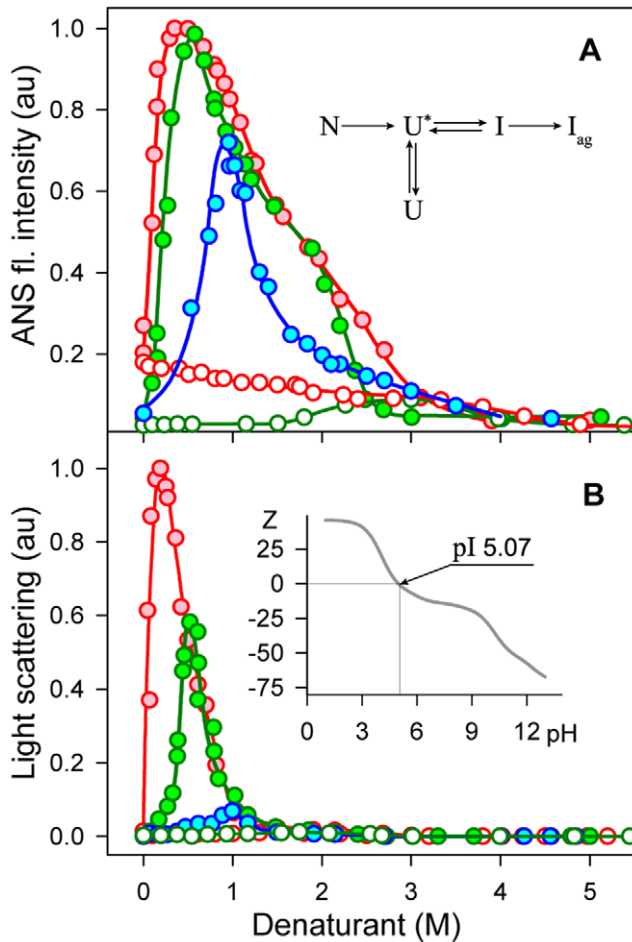 A
ANS fl. intensity (au)
1.0
0.8
0.6
0.4
0.2
N U* I Iag
U
B
Light scattering (au)
1.0
0.8
0.6
0.4
0.2
0.0
Z
25
0
-25
-50
-75
pI 5.07
0 3 6 9 12 pH
0 1 2 3 4 5
Denaturant (M)